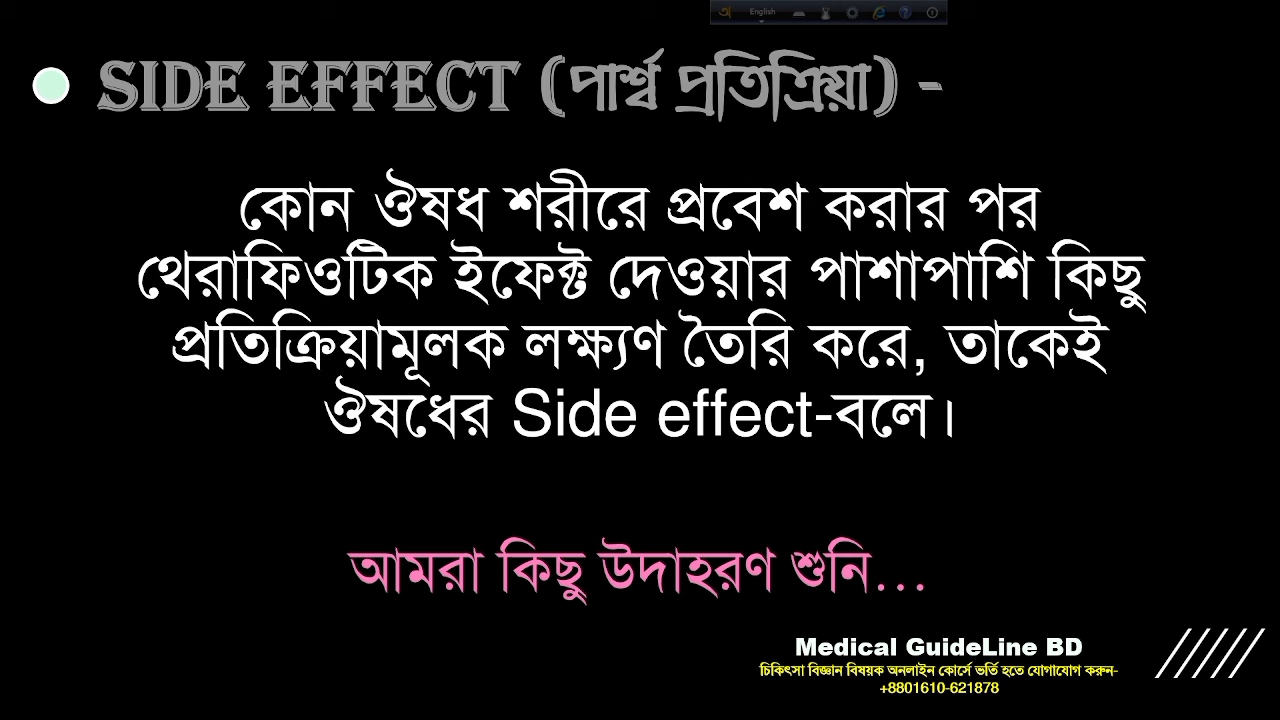 English
SIDE EFFECT (পার্শ্ব প্রতিক্রিয়া) -
কোন ঔষধ শরীরে প্রবেশ করার পর
থেরাফিওটিক ইফেক্ট দেওয়ার পাশাপাশি কিছু
প্রতিক্রিয়ামূলক লক্ষ্যণ তৈরি করে, তাকেই
ঔষধের Side effect-বলে।
আমরা কিছু উদাহরণ শুনি...
Medical GuideLine BD
চিকিৎসা বিজ্ঞান বিষয়ক অনলাইন কোর্সে ভর্তি হতে যোগাযোগ করুন-
+8801610-621878